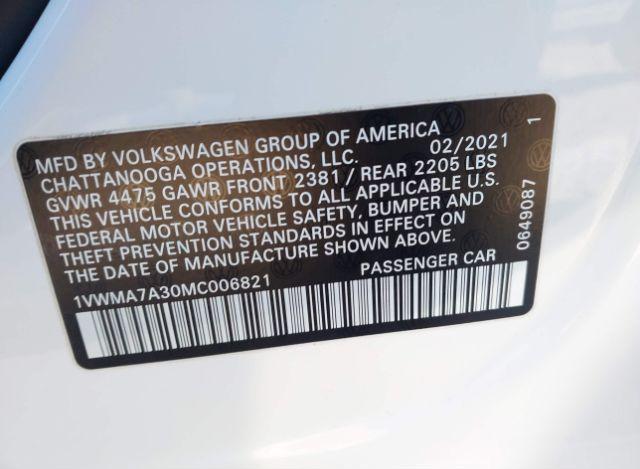 MFD BY VOLKSWAGEN GROUP OF AMERICA 02/2021
CHATTANOOGA OPERATIONS, LLC.
GVWR 4475 GAWR FRONT 2381 / REAR 2205 LBS
THIS VEHICLE CONFORMS TO ALL APPLICABLE U.S.
FEDERAL MOTOR VEHICLE SAFETY, BUMPER AND
THEFT PREVENTION STANDARDS IN EFFECT ON
THE DATE OF MANUFACTURE SHOWN ABOVE.
1VWMA7A30MC006821 PASSENGER CAR
0649087 1